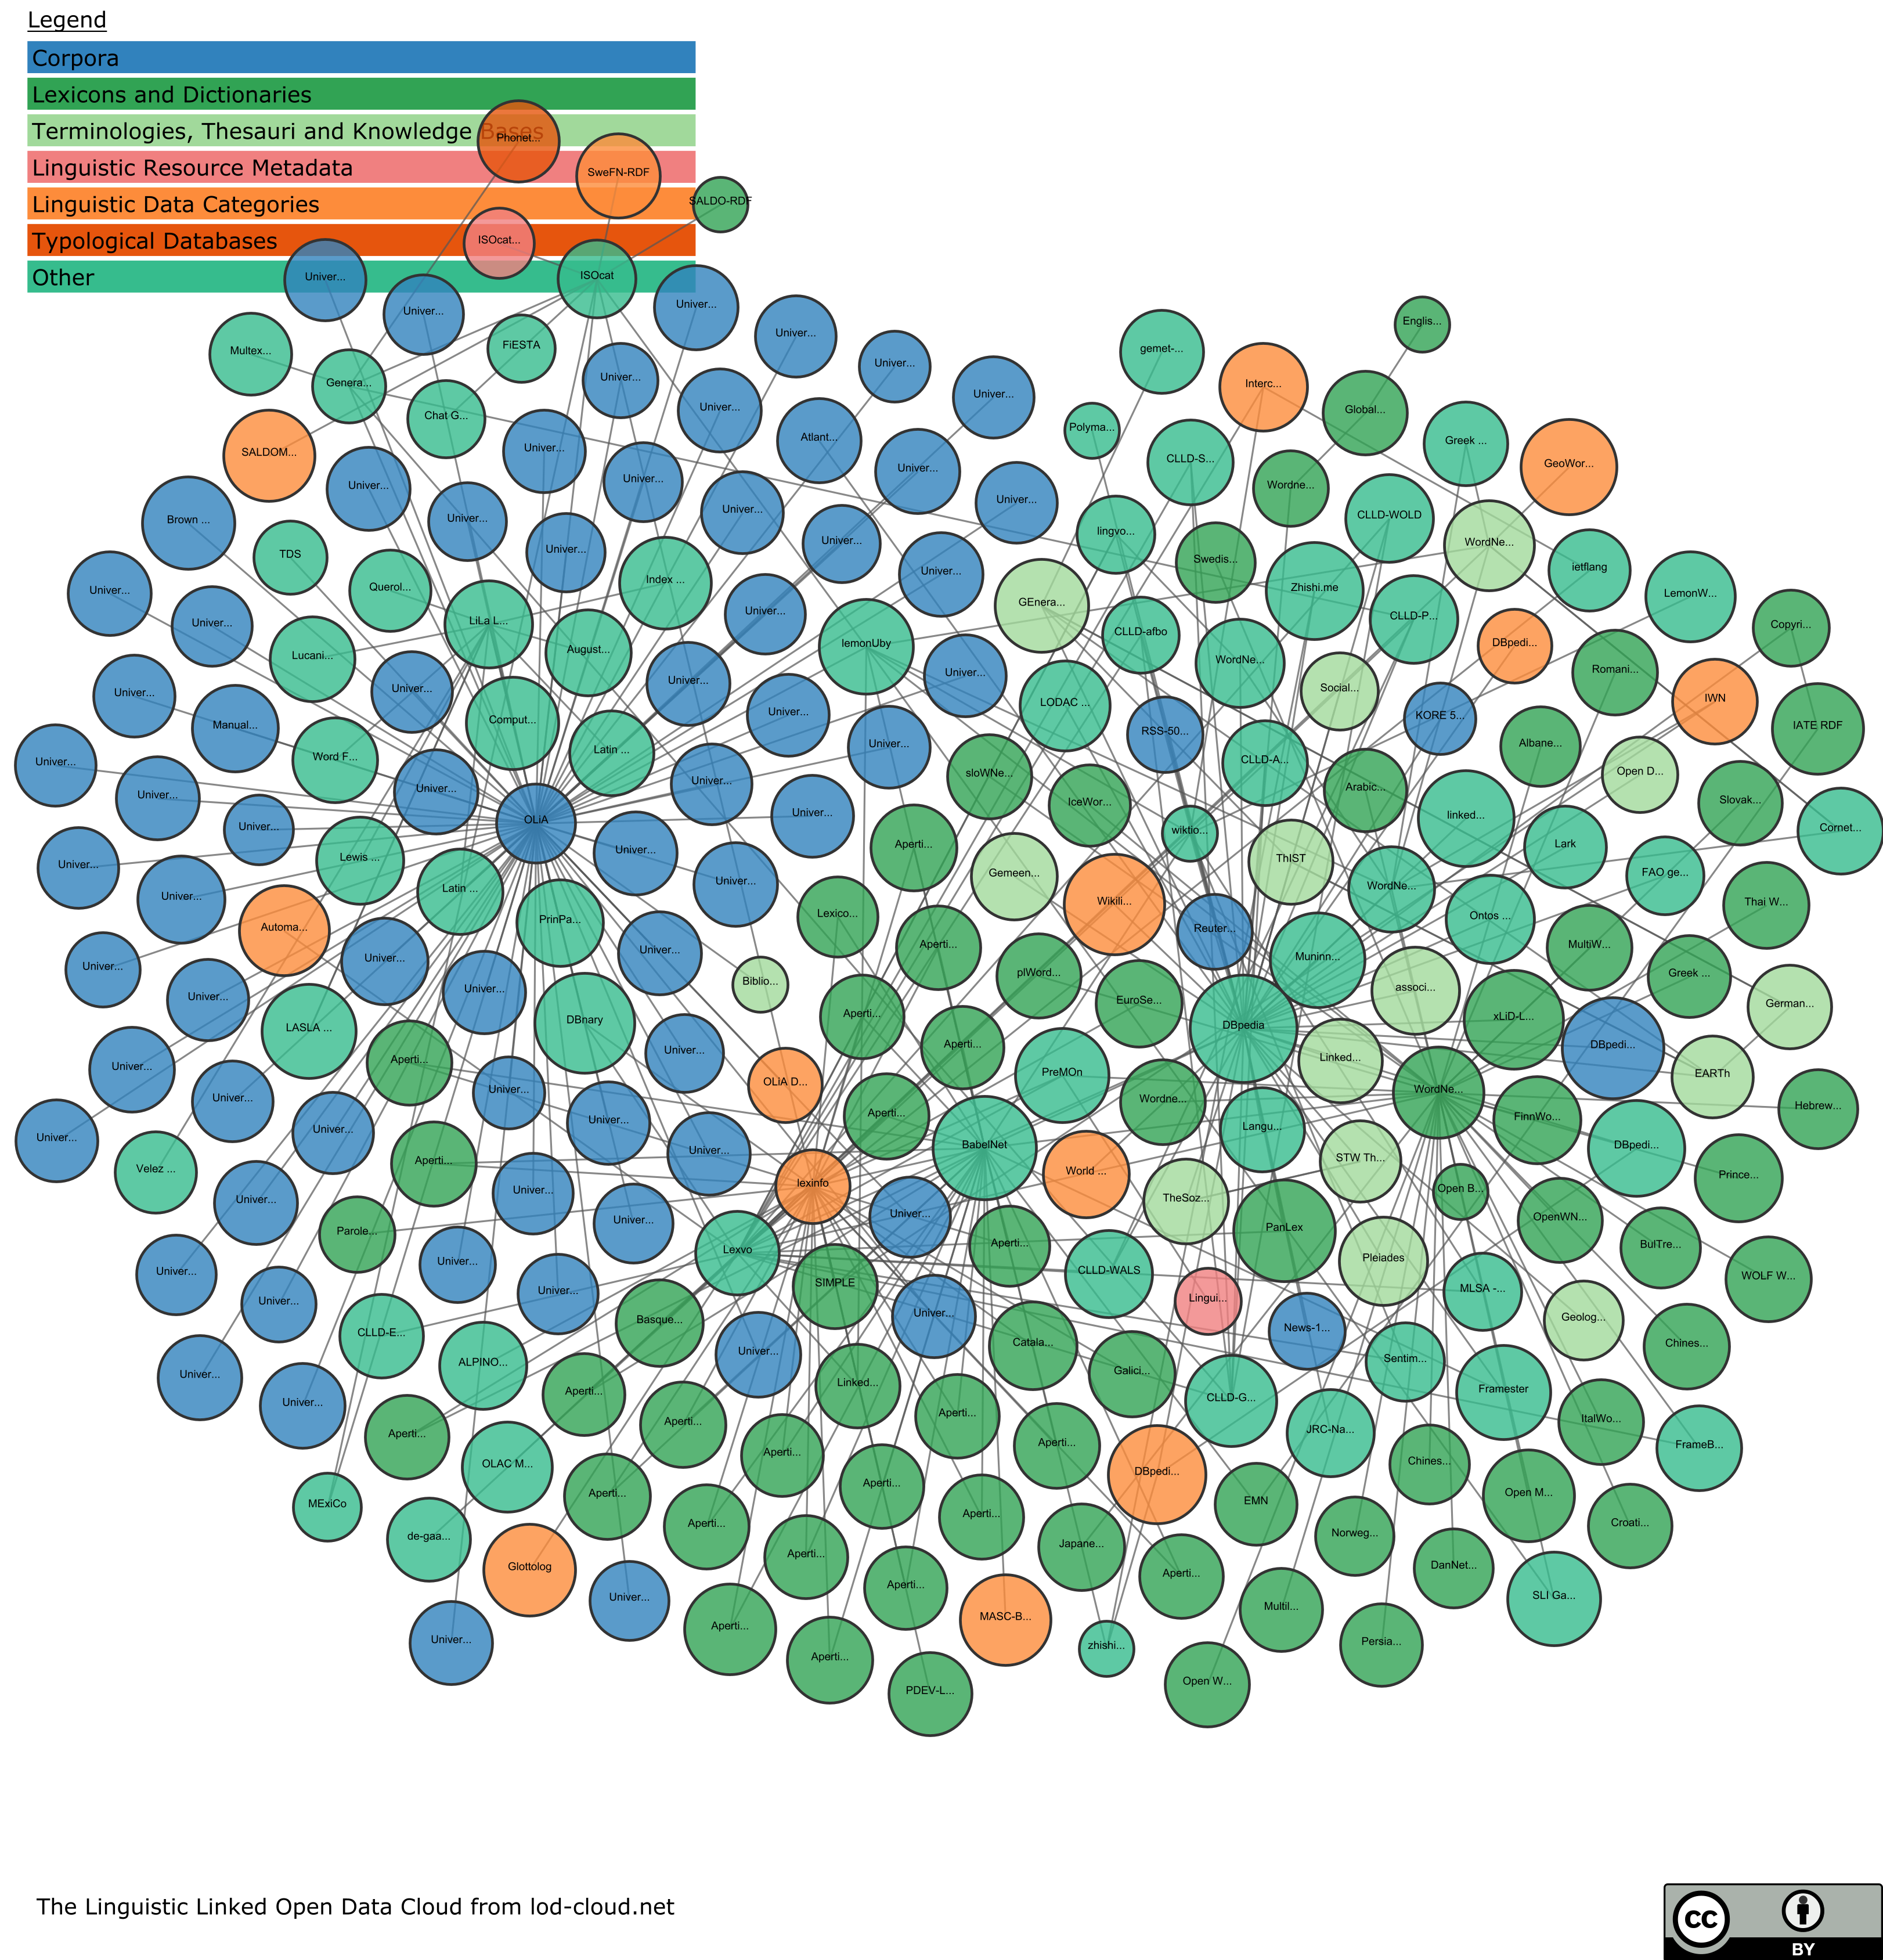 Legend
Corpora
Lexicons and Dictionaries
Terminologies, Thesauri and Knowledge Bases
Phonet...
Linguistic Resource Metadata
SweFN-RDF
Linguistic Data Categories
SALDO-RDF
Typological Databases
ISOcat...
Other
Univer...
ISOcat
Univer...
Univer...
Englis...
Univer...
Multex...
FiESTA
gemet-...
Univer...
Genera...
Univer...
Interc...
Univer...
Chat G...
Univer...
Global...
Polyma...
Atlant...
Greek ...
SALDOM...
Univer...
CLLD-S...
GeoWor...
Univer...
Univer...
Univer...
Wordne...
Univer...
Brown ...
Univer...
Univer...
CLLD-WOLD
lingvo...
WordNe...
TDS
Univer...
Univer...
Swedis...
ietflang
Univer...
Querol...
Index ...
Univer...
Zhishi.me
LemonW...
GEnera...
Univer...
LiLa L...
Univer...
CLLD-P...
Copyri...
CLLD-afbo
DBpedi...
Lucani...
August...
lemonUby
WordNe...
Romani...
Univer...
Univer...
Univer...
Univer...
Social...
IWN
LODAC ...
KORE 5...
Manual...
Comput...
Univer...
RSS-50...
IATE RDF
Word F...
Latin ...
Univer...
Albane...
Univer...
Univer...
Univer...
Univer...
sloWNe...
CLLD-A...
Open D...
Arabic...
IceWor...
Slovak...
Univer...
OLiA
Univer...
wiktio...
linked...
Cornet...
Univer...
Lewis ...
Univer...
Aperti...
ThIST
Lark
Univer...
Latin ...
Univer...
Gemeen...
WordNe...
FAO ge...
Automa...
PrinPa...
Lexico...
Wikili...
Reuter...
Ontos ...
Thai W...
Univer...
Univer...
Univer...
Aperti...
plWord...
Muninn...
MultiW...
Greek ...
Univer...
Univer...
Biblio...
EuroSe...
associ...
German...
LASLA ...
DBnary
Aperti...
DBpedia
xLiD-L...
Univer...
Aperti...
Univer...
Aperti...
Linked...
DBpedi...
EARTh
Univer...
Univer...
OLiA D...
PreMOn
WordNe...
Hebrew...
Univer...
Univer...
Univer...
Aperti...
Wordne...
Langu...
FinnWo...
Velez ...
Aperti...
Univer...
BabelNet
World ...
STW Th...
DBpedi...
Prince...
Univer...
Univer...
lexinfo
TheSoz...
Open B...
Parole...
Univer...
Univer...
PanLex
OpenWN...
Univer...
Univer...
Lexvo
Aperti...
CLLD-WALS
Pleiades
BulTre...
WOLF W...
Univer...
Univer...
SIMPLE
Lingui...
MLSA -...
CLLD-E...
Basque...
Univer...
News-1...
Geolog...
Univer...
ALPINO...
Univer...
Catala...
Sentim...
Chines...
Univer...
Aperti...
Linked...
Galici...
CLLD-G...
Framester
Aperti...
Aperti...
Aperti...
JRC-Na...
ItalWo...
OLAC M...
Aperti...
Aperti...
DBpedi...
Chines...
FrameB...
MExiCo
Aperti...
Aperti...
EMN
Open M...
de-gaa...
Aperti...
Aperti...
Japane...
Norweg...
Croati...
Glottolog
Aperti...
Aperti...
DanNet...
Univer...
Aperti...
MASC-B...
Multil...
SLI Ga...
Univer...
Aperti...
Aperti...
zhishi...
Persia...
PDEV-L...
Open W...
The Linguistic Linked Open Data Cloud from lod-cloud.net
cc
BY